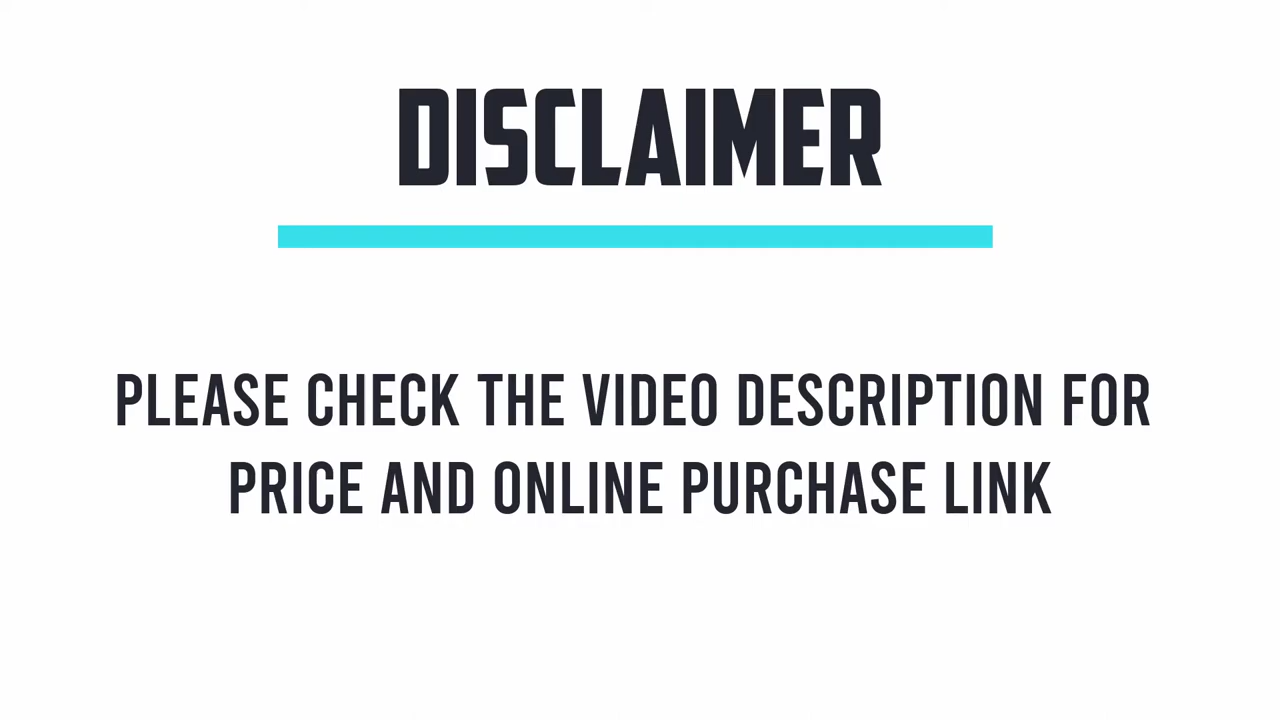 DISCLAIMER
PLEASE CHECK THE VIDEO DESCRIPTION FOR
PRICE AND ONLINE PURCHASE LINK